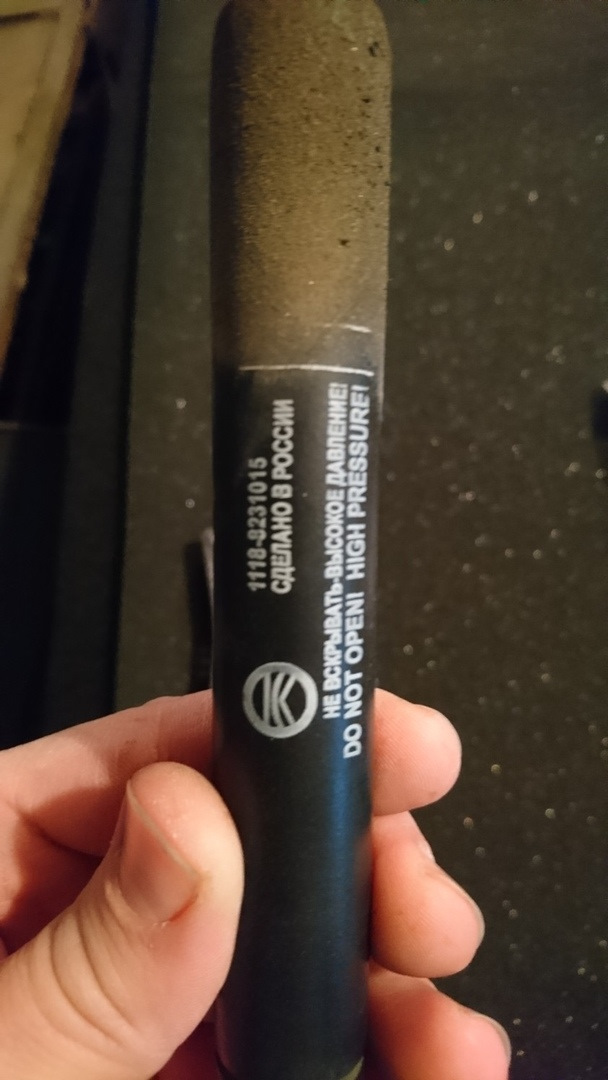 1118-8231015
СДЕЛАНО В РОССИИ
НЕ ВСКРЫВАТЬ-ВЫСОКОЕ ДАВЛЕНИЕ!
DO NOT OPEN! HIGH PRESSURE!